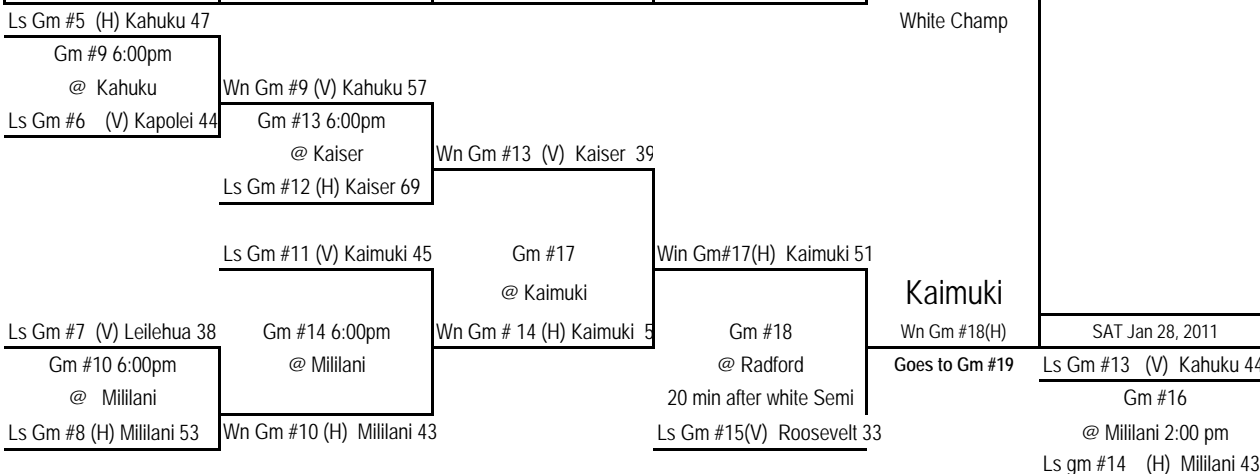 Ls Gm #5 (H) Kahuku 47
White Champ
Gm #9 6:00pm
@ Kahuku
Wn Gm #9 (V) Kahuku 57
Ls Gm #6 (V) Kapolei 44
Gm #13 6:00pm
@ Kaiser
Wn Gm #13 (V) Kaiser 39
Ls Gm #12 (H) Kaiser 69
Ls Gm #11 (V) Kaimuki 45
Gm #17
Win Gm#17(H) Kaimuki 51
@ Kaimuki
Kaimuki
Ls Gm #7 (V) Leilehua 38
Gm #14 6:00pm
Wn Gm # 14 (H) Kaimuki 5
Gm #18
Wn Gm #18(H)
SAT Jan 28, 2011
Gm #10 6:00pm
@ Mililani
@ Radford
Goes to Gm #19
Ls Gm #13 (V) Kahuku 44
@ Mililani
20 min after white Semi
Gm #16
Ls Gm #8 (H) Mililani 53
Wn Gm #10 (H) Mililani 43
Ls Gm #15(V) Roosevelt 33
@ Mililani 2:00 pm
Ls gm #14 (H) Mililani 43